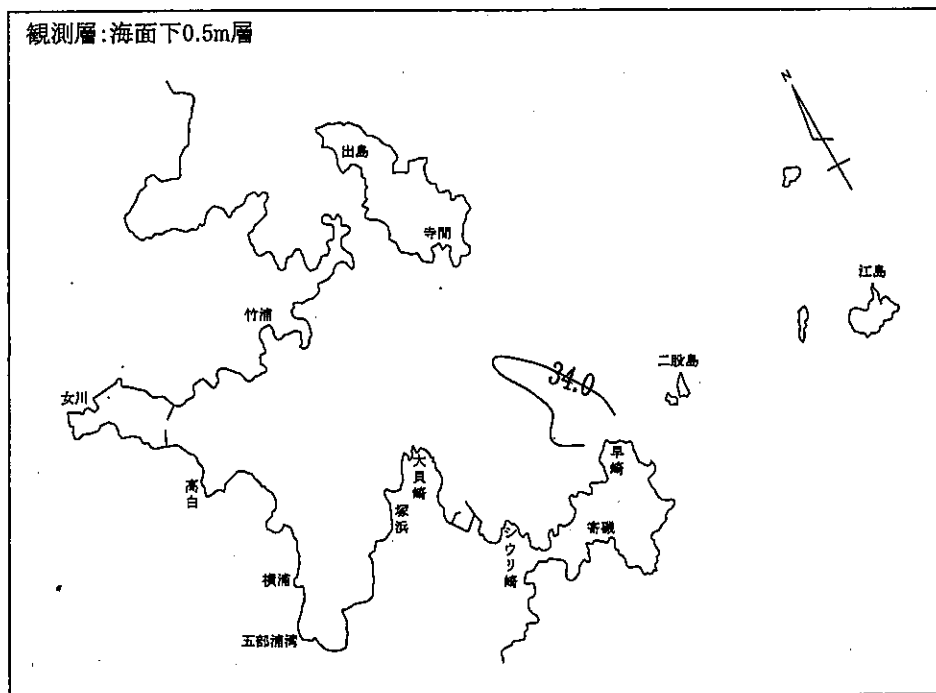 観測層:海面下0.5m層
N
出島
寺間
江島
竹浦
二股島
34.0
女川
早崎
大貝崎
高白
塚浜
寄磯
シウリ崎
横浦
五部浦湾